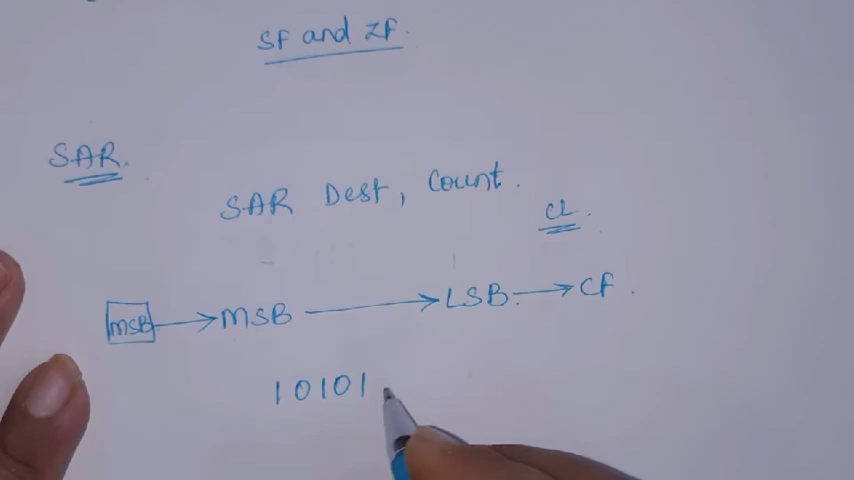 SF and ZF.
SAR.
SAR Dest, Count.
CL.
MSB → MSB → LSB → CF.
10101